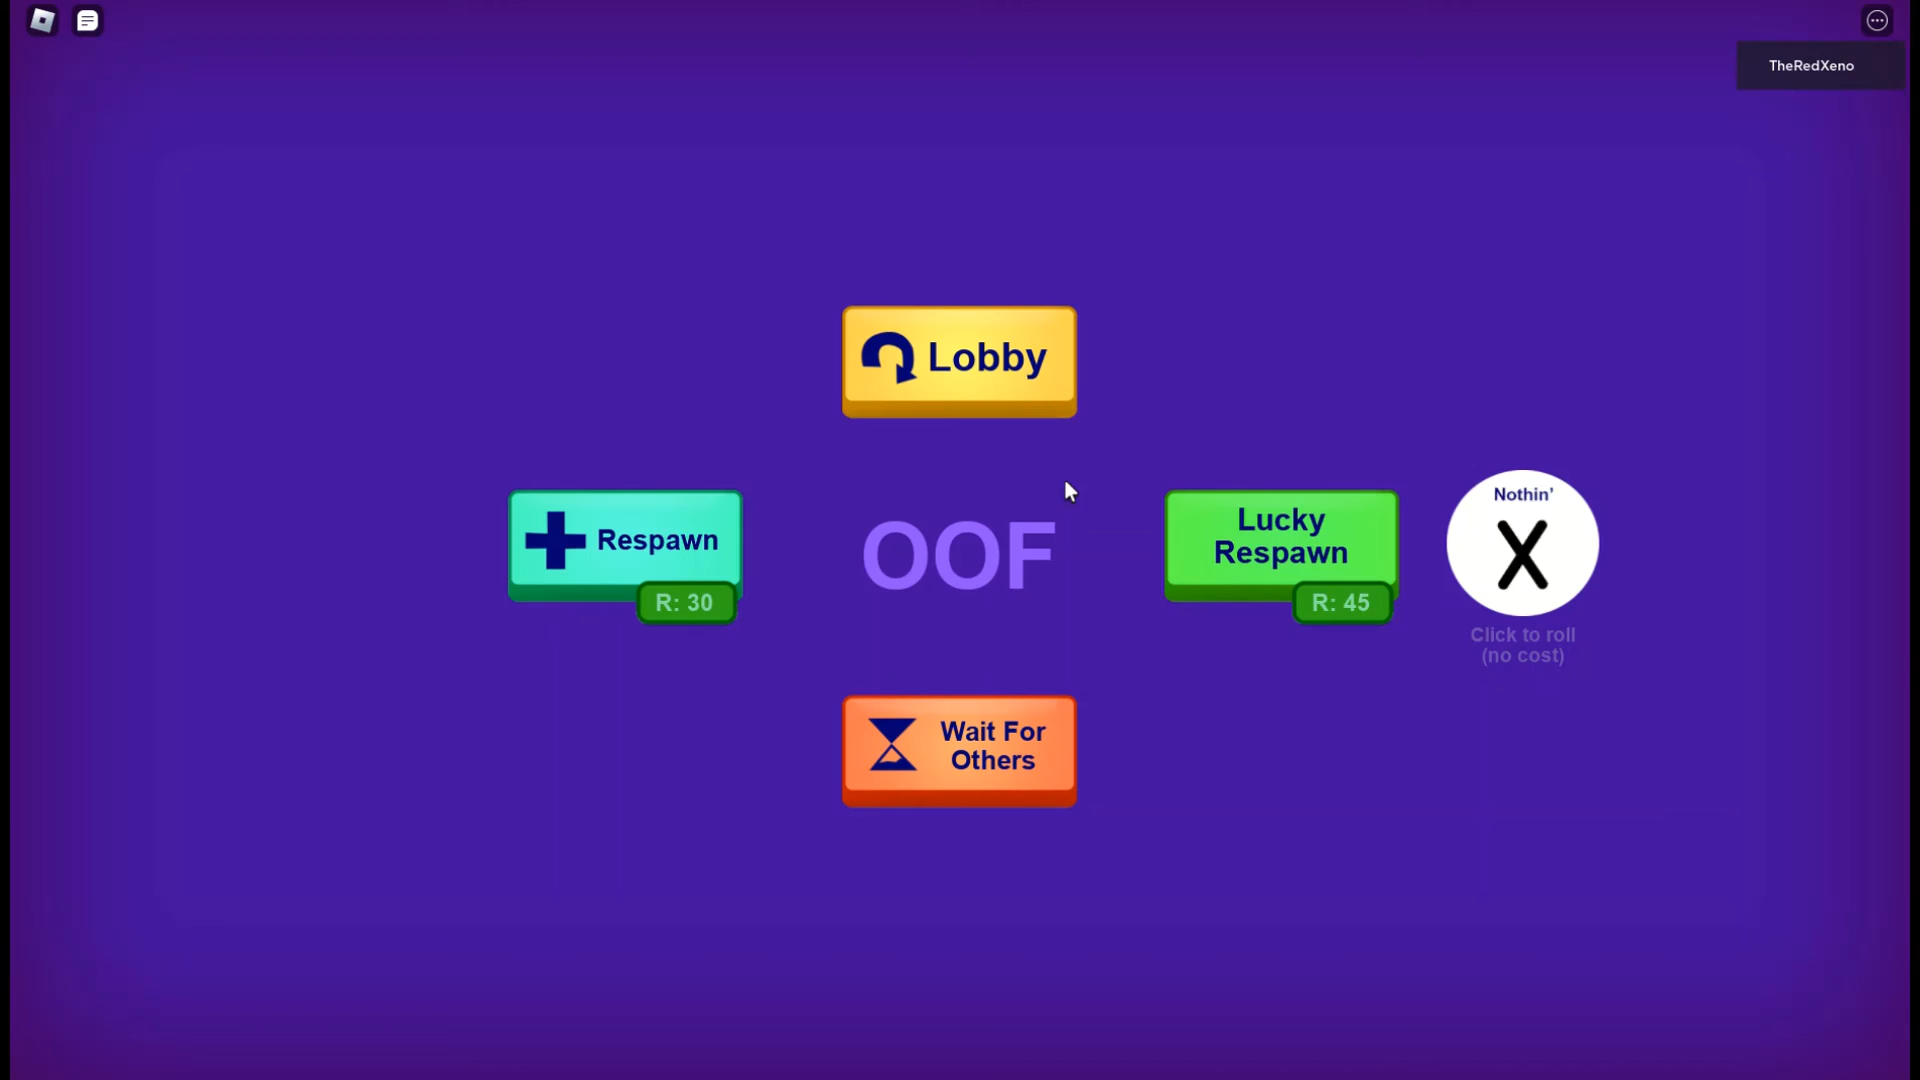 TheRedXeno
Lobby
Respawn
R: 30
OOF
Lucky
Respawn
R: 45
Nothin'
X
Click to roll
(no cost)
Wait For
Others